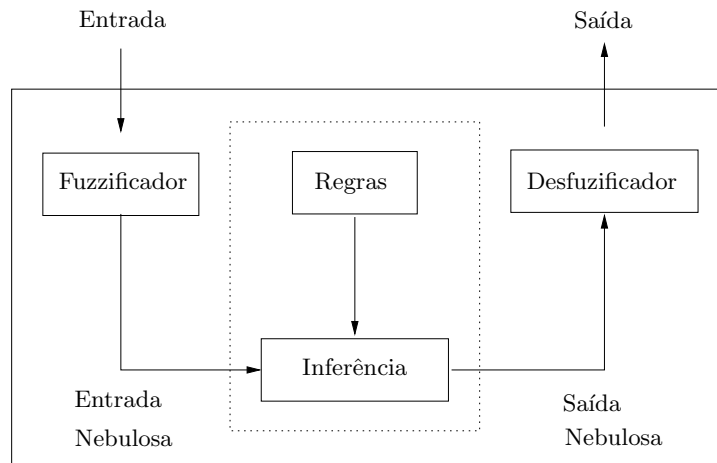 Entrada
Saída
Fuzzificador
Regras
Desfuzificador
Inferência
Entrada
Nebulosa
Saída
Nebulosa